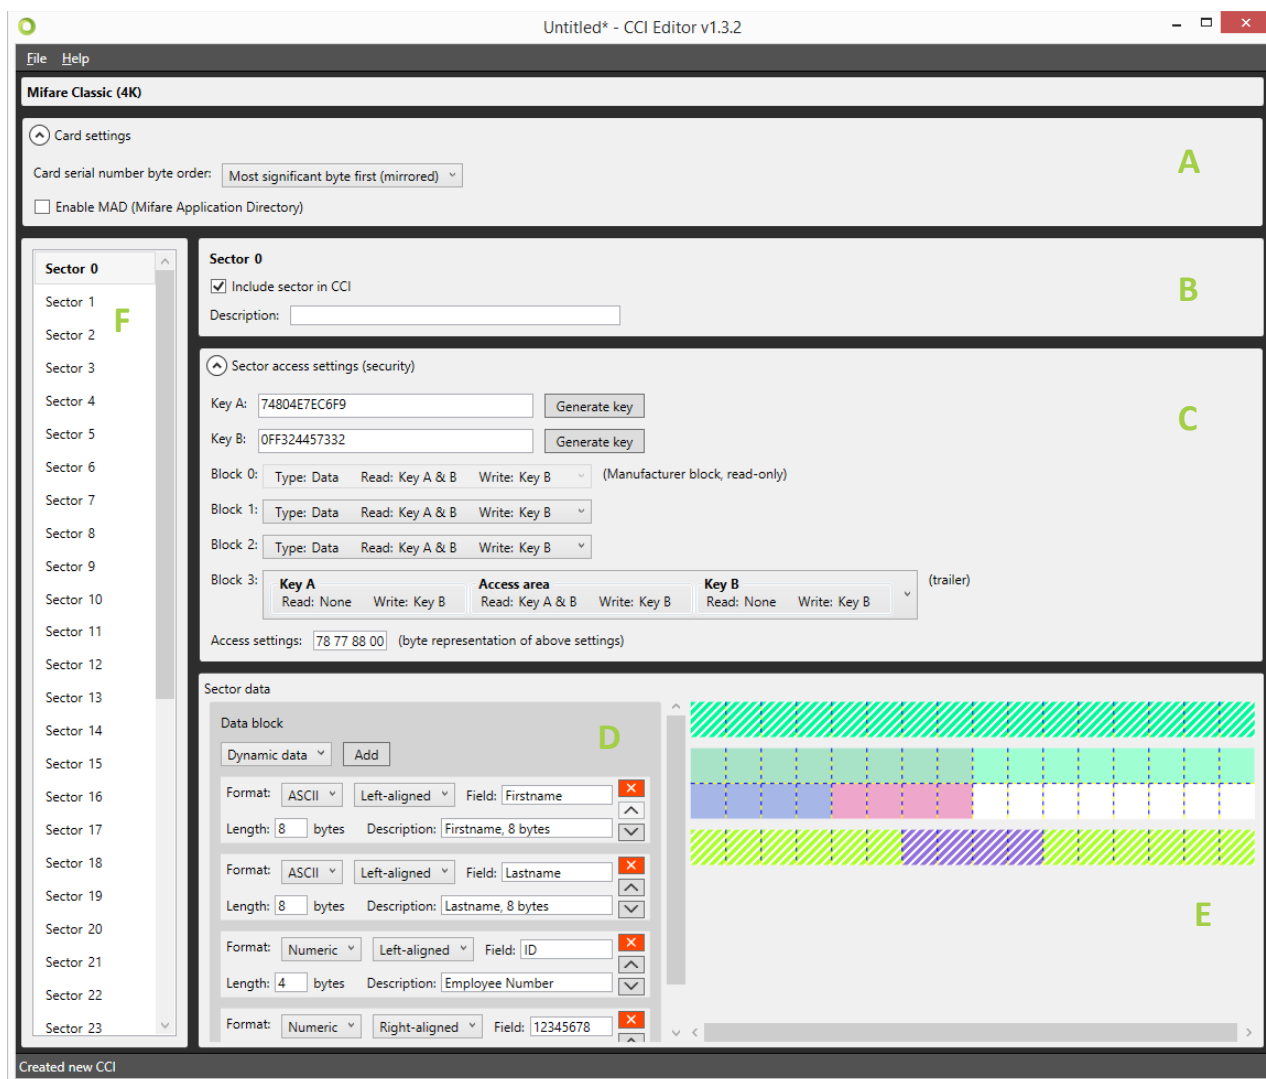 Untitled* - CCI Editor v1.3.2
File Help
Mifare Classic (4K)
Card settings
A
Card serial number byte order: Most significant byte first (mirrored)
Enable MAD (Mifare Application Directory)
Sector 0
Sector 1
Sector 2
Sector 3
Sector 4
Sector 5
Sector 6
Sector 7
Sector 8
Sector 9
Sector 10
Sector 11
Sector 12
Sector 13
Sector 14
Sector 15
Sector 16
Sector 17
Sector 18
Sector 19
Sector 20
Sector 21
Sector 22
Sector 23
F
Sector 0
Include sector in CCI
B
Description:
Sector access settings (security)
Key A: 74804E7EC6F9 Generate key
C
Key B: 0FF324457332 Generate key
Block 0: Type: Data Read: Key A & B Write: Key B (Manufacturer block, read-only)
Block 1: Type: Data Read: Key A & B Write: Key B
Block 2: Type: Data Read: Key A & B Write: Key B
Block 3: Key A Access area Key B (trailer)
Read: None Write: Key B Read: Key A & B Write: Key B Read: None Write: Key B
Access settings: 78 77 88 00 (byte representation of above settings)
Sector data
Data block
D
Dynamic data Add
Format: ASCII Left-aligned Field: Firstname
Length: 8 bytes Description: Firstname, 8 bytes
Format: ASCII Left-aligned Field: Lastname
Length: 8 bytes Description: Lastname, 8 bytes
Format: Numeric Left-aligned Field: ID
Length: 4 bytes Description: Employee Number
Format: Numeric Right-aligned Field: 12345678
E
Created new CCI